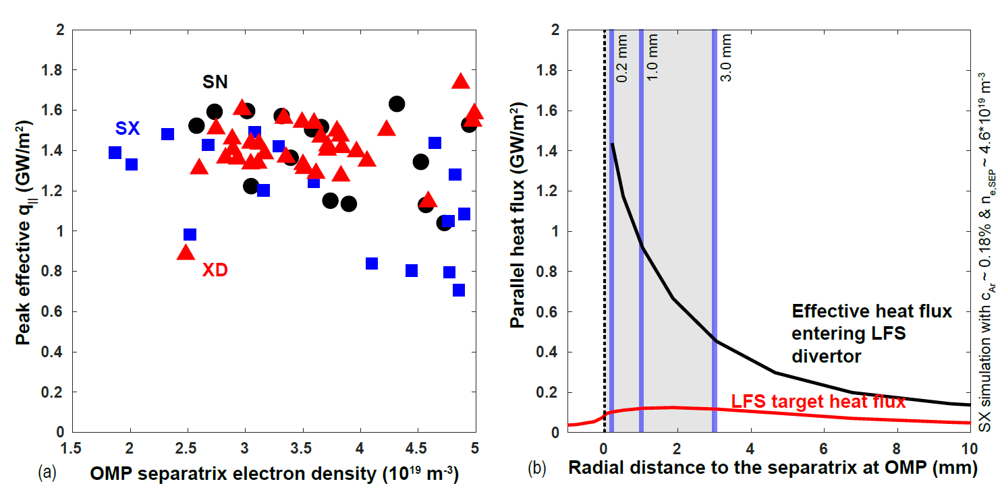 2
1.8
1.6
1.4
1.2
1
0.8
0.6
0.4
0.2
0
1.5
2
2.5
3
3.5
4
4.5
5
Peak effective q|| (GW/m²)
SN
SX
XD
(a)
OMP separatrix electron density (10¹⁹ m⁻³)
2
1.8
1.6
1.4
1.2
1
0.8
0.6
0.4
0.2
0
0
2
4
6
8
10
Parallel heat flux (GW/m²)
0.2 mm
1.0 mm
3.0 mm
Effective heat flux
entering LFS
divertor
LFS target heat flux
(b)
Radial distance to the separatrix at OMP (mm)
SX simulation with cAr ~ 0.18% & ne,SEP ~ 4.6*10¹⁹ m⁻³